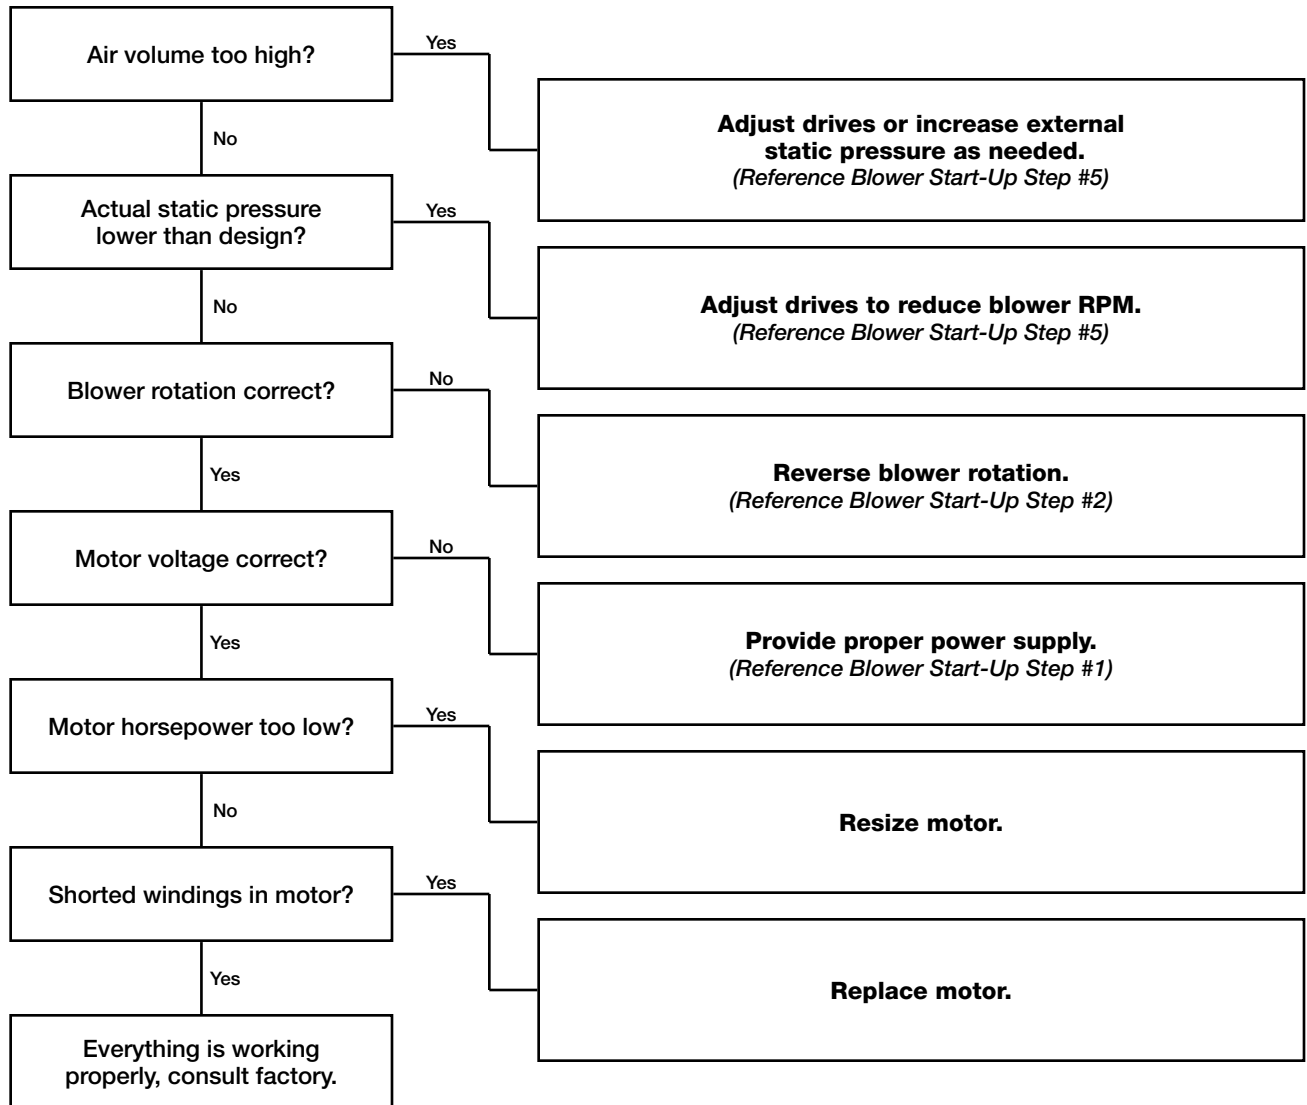 Air volume too high?
Yes
Adjust drives or increase external
static pressure as needed.
(Reference Blower Start-Up Step #5)
No
Actual static pressure
lower than design?
Yes
Adjust drives to reduce blower RPM.
(Reference Blower Start-Up Step #5)
No
Blower rotation correct?
No
Reverse blower rotation.
(Reference Blower Start-Up Step #2)
Yes
Motor voltage correct?
No
Provide proper power supply.
(Reference Blower Start-Up Step #1)
Yes
Motor horsepower too low?
Yes
Resize motor.
No
Shorted windings in motor?
Yes
Replace motor.
Yes
Everything is working
properly, consult factory.